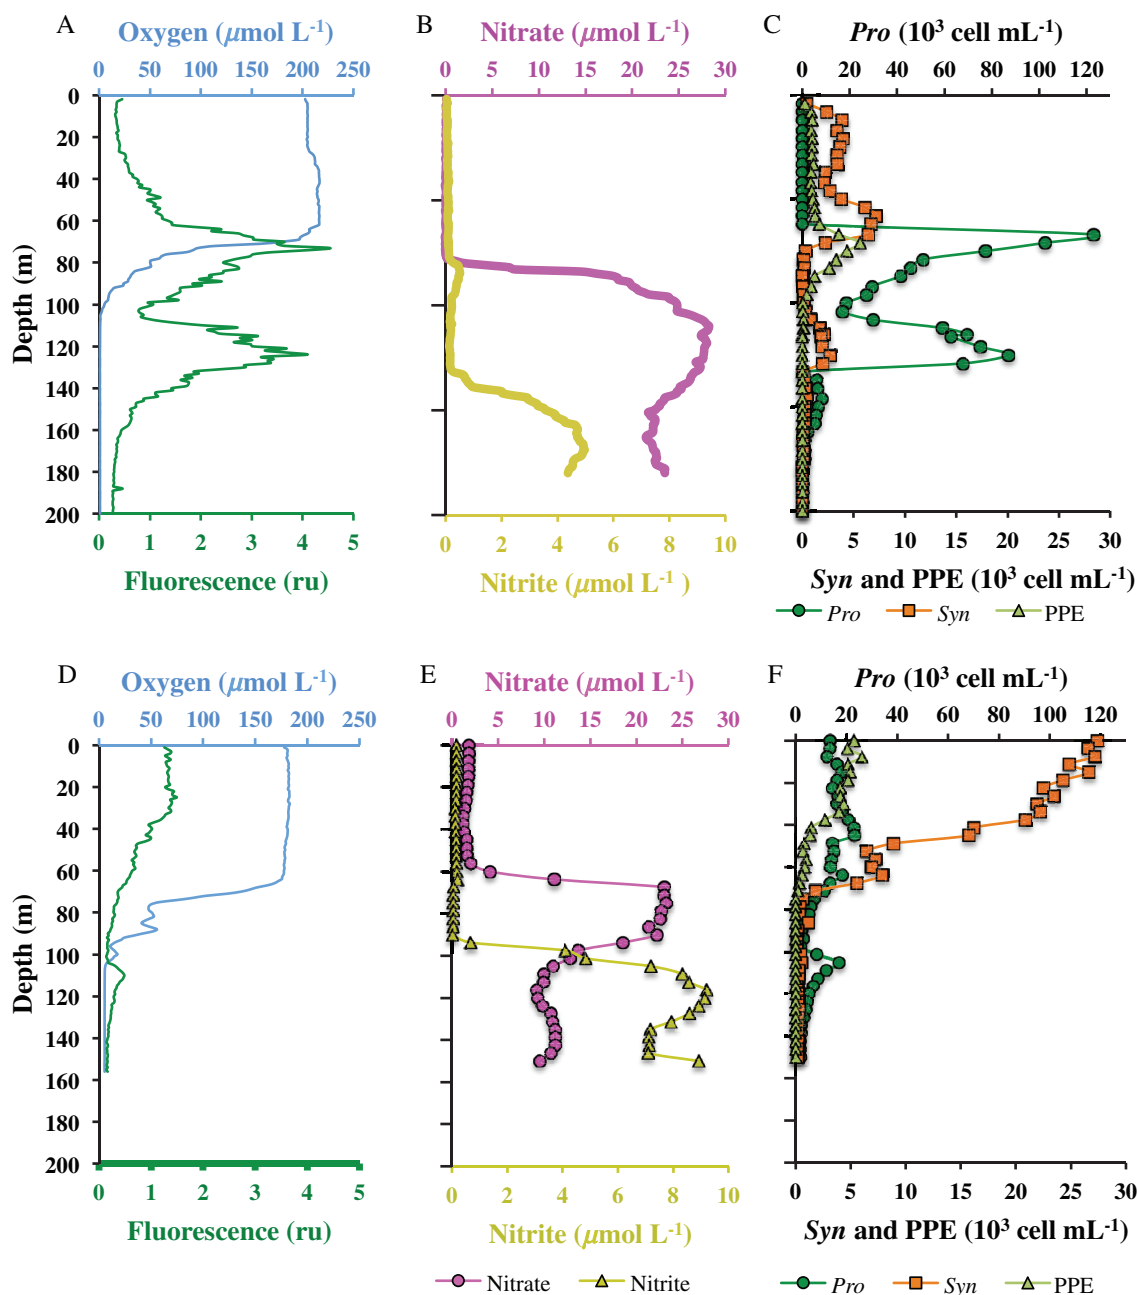 A
Oxygen (μmol L-1)
0 50 100 150 200 250
B
Nitrate (μmol L-1)
0 5 10 15 20 25 30
C
Pro (103 cell mL-1)
0 20 40 60 80 100 120
Depth (m)
0
20
40
60
80
100
120
140
160
180
200
0 1 2 3 4 5
Fluorescence (ru)
0 2 4 6 8 10
Nitrite (μmol L-1 )
0 5 10 15 20 25 30
Syn and PPE (103 cell mL-1)
Pro Syn PPE
D
Oxygen (μmol L-1)
0 50 100 150 200 250
E
Nitrate (μmol L-1)
0 5 10 15 20 25 30
F
Pro (103 cell mL-1)
0 20 40 60 80 100 120
Depth (m)
0
20
40
60
80
100
120
140
160
180
200
0 1 2 3 4 5
Fluorescence (ru)
0 2 4 6 8 10
Nitrite (μmol L-1)
Nitrate Nitrite
0 5 10 15 20 25 30
Syn and PPE (103 cell mL-1)
Pro Syn PPE